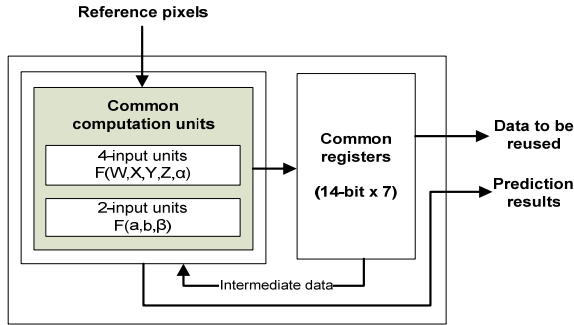 Reference pixels
Common
computation units
4-input units
F(W,X,Y,Z,α)
2-input units
F(a,b,β)
Common
registers
(14-bit x 7)
Data to be
reused
Prediction
results
Intermediate data